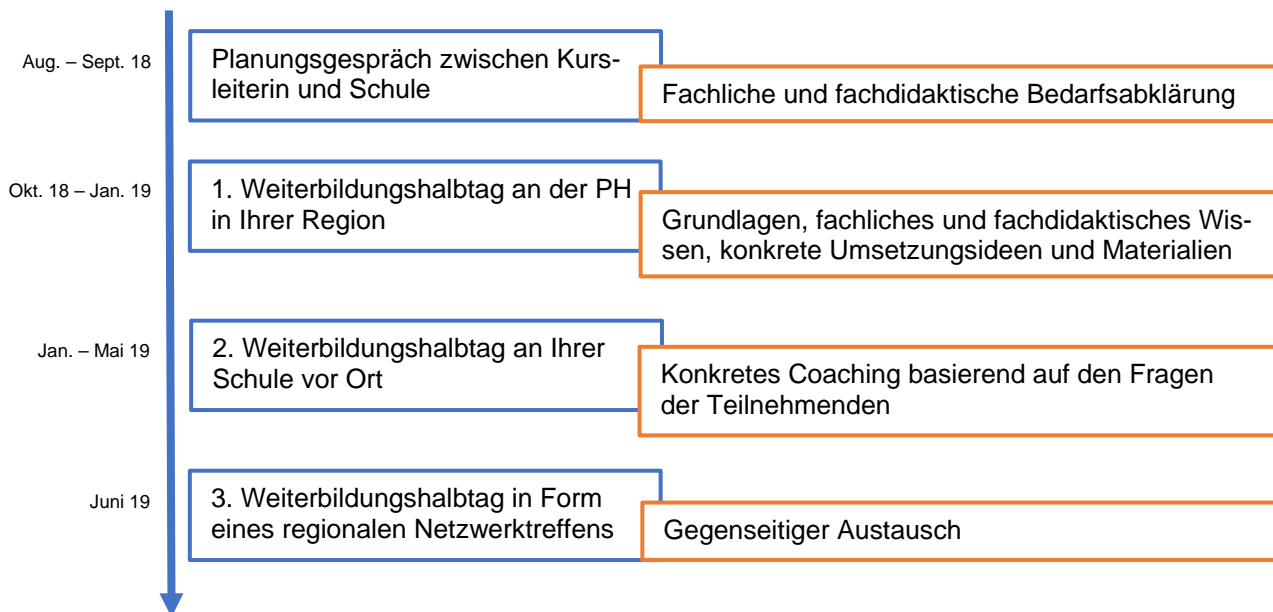 Aug. – Sept. 18
Planungsgespräch zwischen Kurs-
leiterin und Schule
Fachliche und fachdidaktische Bedarfsabklärung
Okt. 18 – Jan. 19
1. Weiterbildungshalbtag an der PH
in Ihrer Region
Grundlagen, fachliches und fachdidaktisches Wis-
sen, konkrete Umsetzungsideen und Materialien
Jan. – Mai 19
2. Weiterbildungshalbtag an Ihrer
Schule vor Ort
Konkretes Coaching basierend auf den Fragen
der Teilnehmenden
Juni 19
3. Weiterbildungshalbtag in Form
eines regionalen Netzwerktreffens
Gegenseitiger Austausch